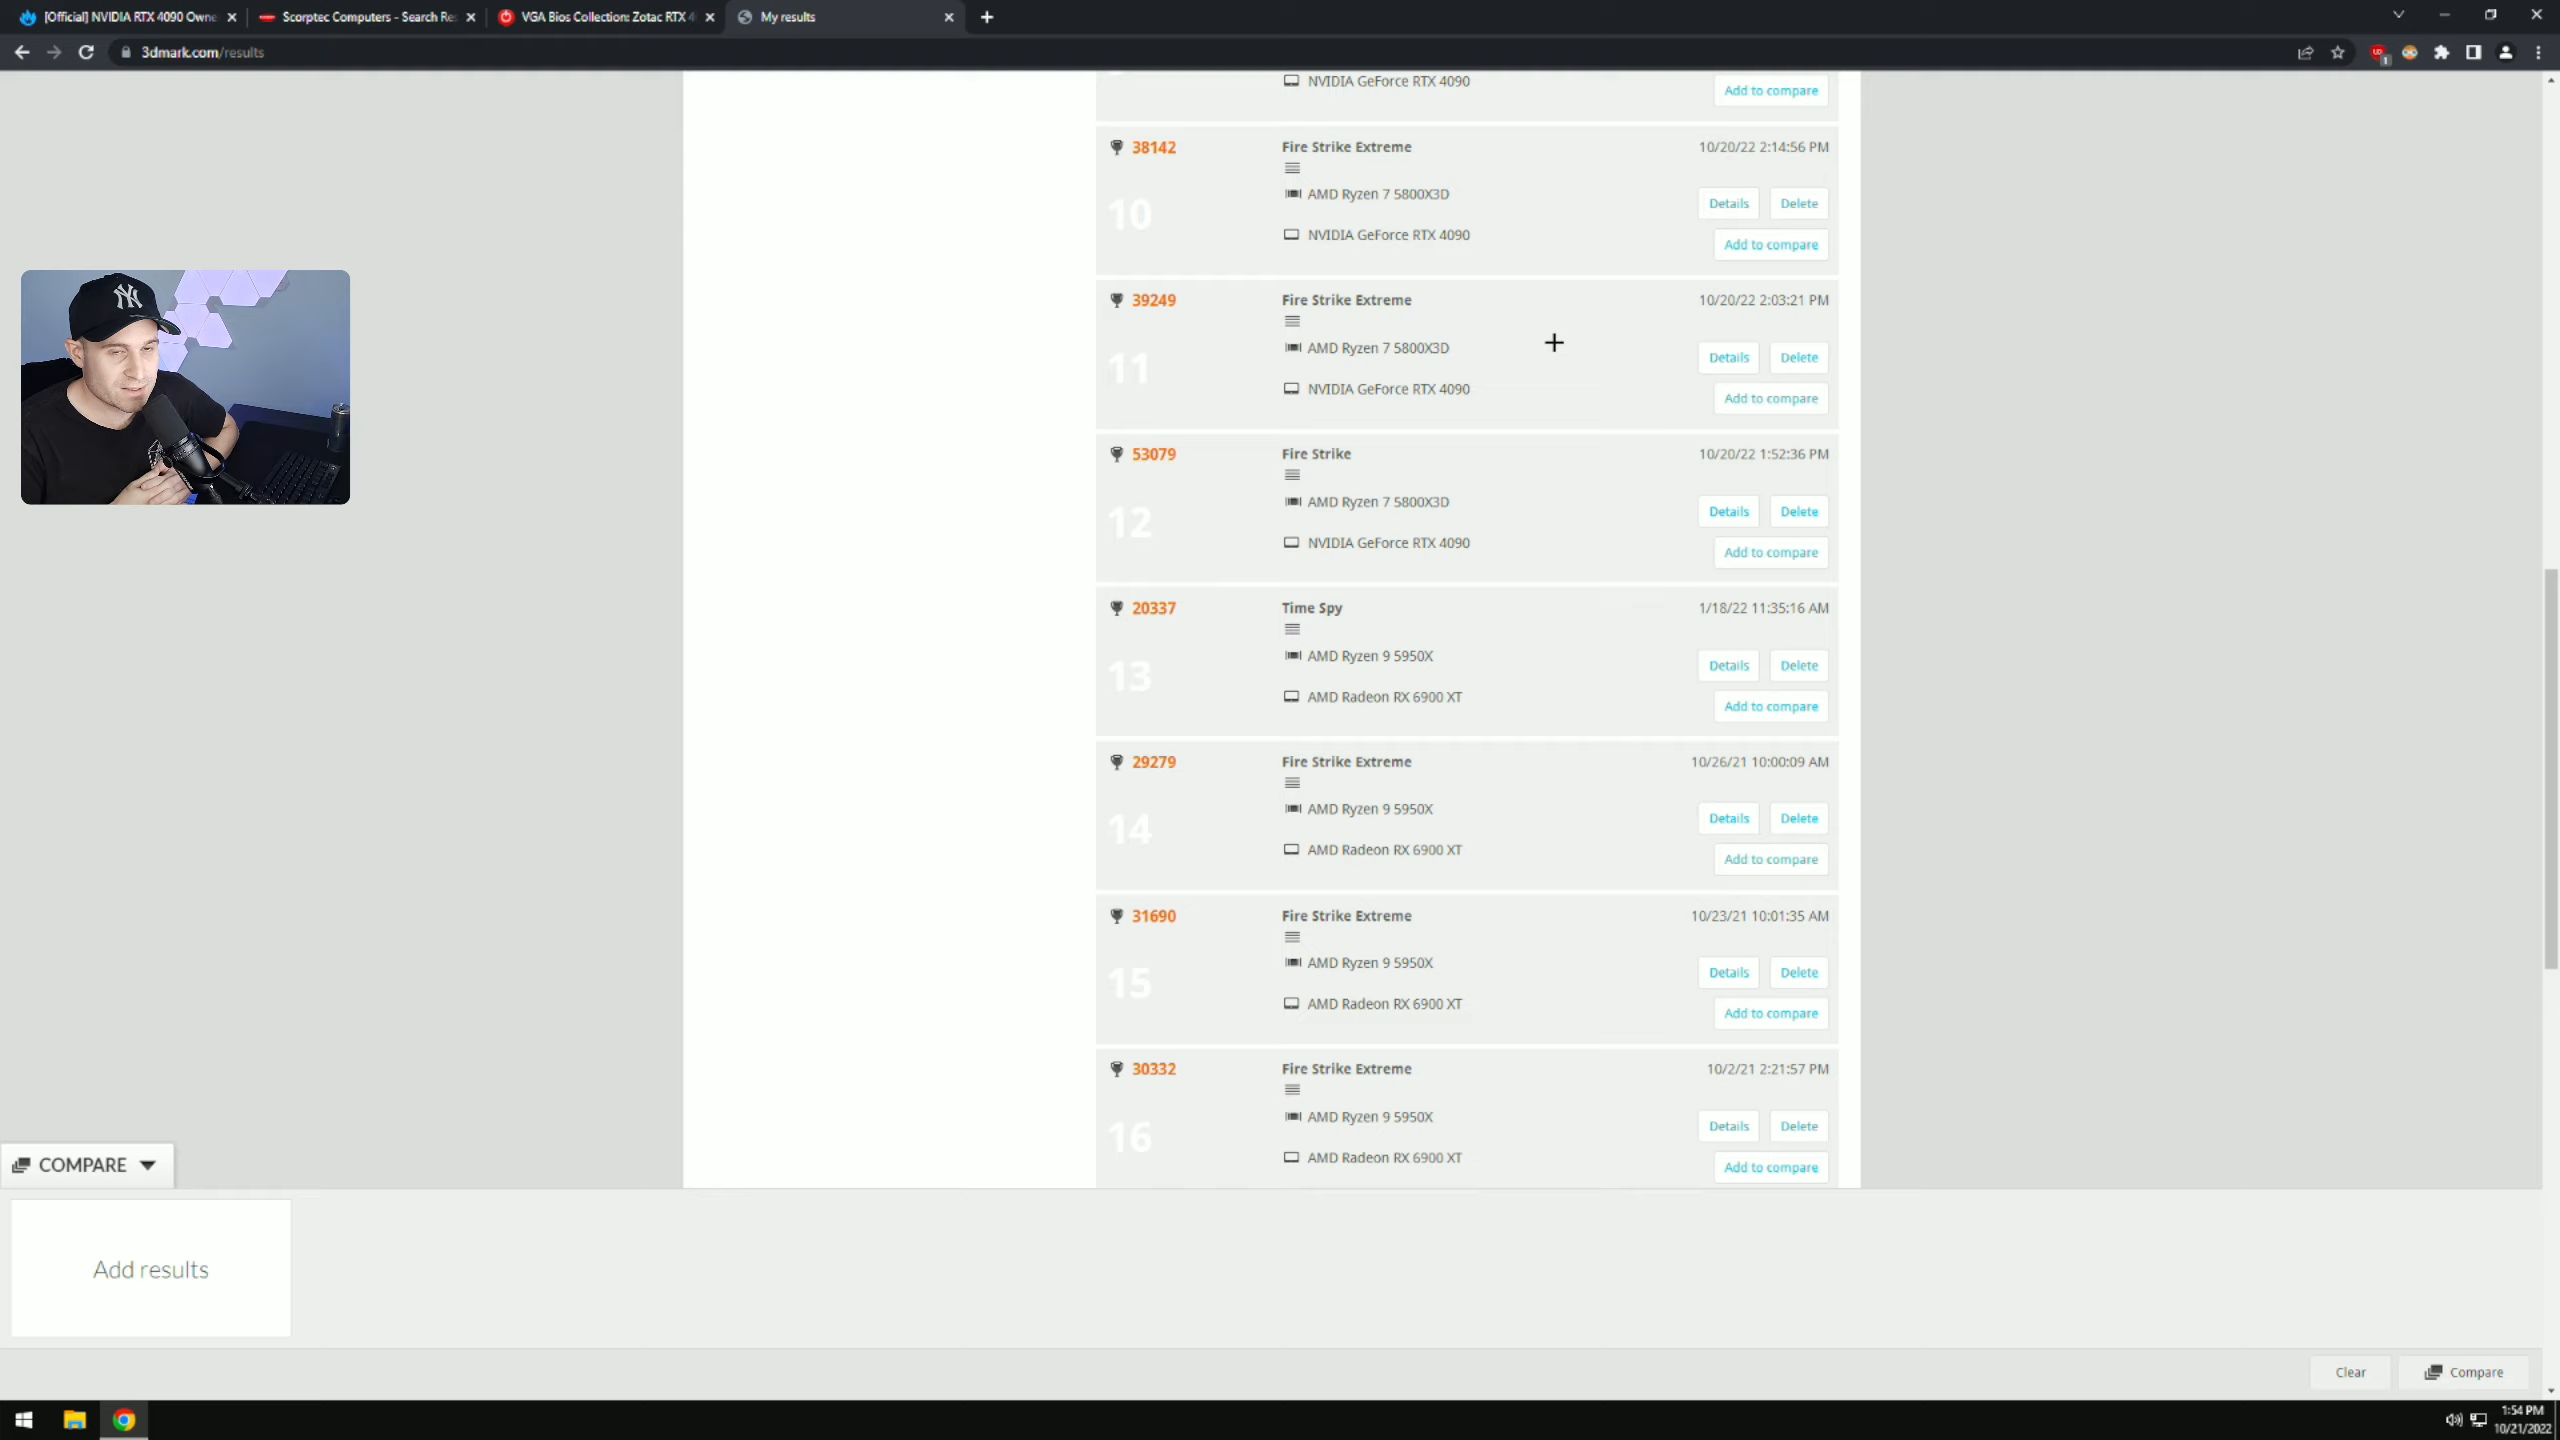 [Official] NVIDIA RTX 4090 Owne
Scorptec Computers - Search Re
VGA Bios Collection: Zotac RTX 4
My results
3dmark.com/results
NVIDIA GeForce RTX 4090
Add to compare
38142
Fire Strike Extreme
10/20/22 2:14:56 PM
10
AMD Ryzen 7 5800X3D
Details
Delete
NVIDIA GeForce RTX 4090
Add to compare
39249
Fire Strike Extreme
10/20/22 2:03:21 PM
11
AMD Ryzen 7 5800X3D
Details
Delete
NVIDIA GeForce RTX 4090
Add to compare
53079
Fire Strike
10/20/22 1:52:36 PM
12
AMD Ryzen 7 5800X3D
Details
Delete
NVIDIA GeForce RTX 4090
Add to compare
20337
Time Spy
1/18/22 11:35:16 AM
13
AMD Ryzen 9 5950X
Details
Delete
AMD Radeon RX 6900 XT
Add to compare
29279
Fire Strike Extreme
10/26/21 10:00:09 AM
14
AMD Ryzen 9 5950X
Details
Delete
AMD Radeon RX 6900 XT
Add to compare
31690
Fire Strike Extreme
10/23/21 10:01:35 AM
15
AMD Ryzen 9 5950X
Details
Delete
AMD Radeon RX 6900 XT
Add to compare
30332
Fire Strike Extreme
10/2/21 2:21:57 PM
16
AMD Ryzen 9 5950X
Details
Delete
AMD Radeon RX 6900 XT
Add to compare
COMPARE
Add results
Clear
Compare
1:54 PM
10/21/2022